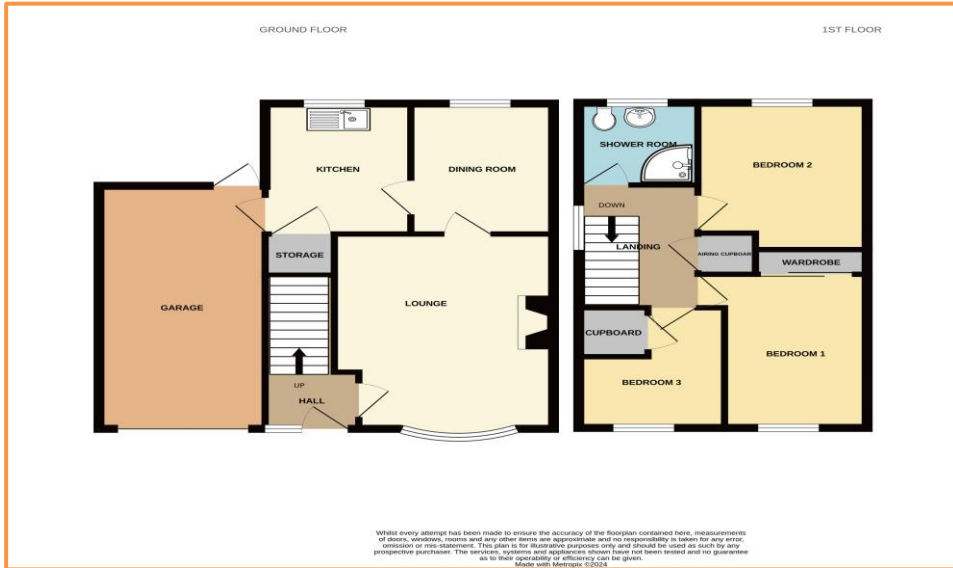 GROUND FLOOR
1ST FLOOR
KITCHEN
DINING ROOM
STORAGE
GARAGE
LOUNGE
UP
HALL
SHOWER ROOM
BEDROOM 2
DOWN
LANDING
AIRING CUPBOARD
WARDROBE
CUPBOARD
BEDROOM 1
BEDROOM 3
Whilst every attempt has been made to ensure the accuracy of the floorplan contained here, measurements
of doors, windows, rooms and any other items are approximate and no responsibility is taken for any error,
omission or mis-statement. This plan is for illustrative purposes only and should be used as such by any
prospective purchaser. The services, systems and appliances shown have not been tested and no guarantee
as to their operability or efficiency can be given.
Made with Metropix ©2024